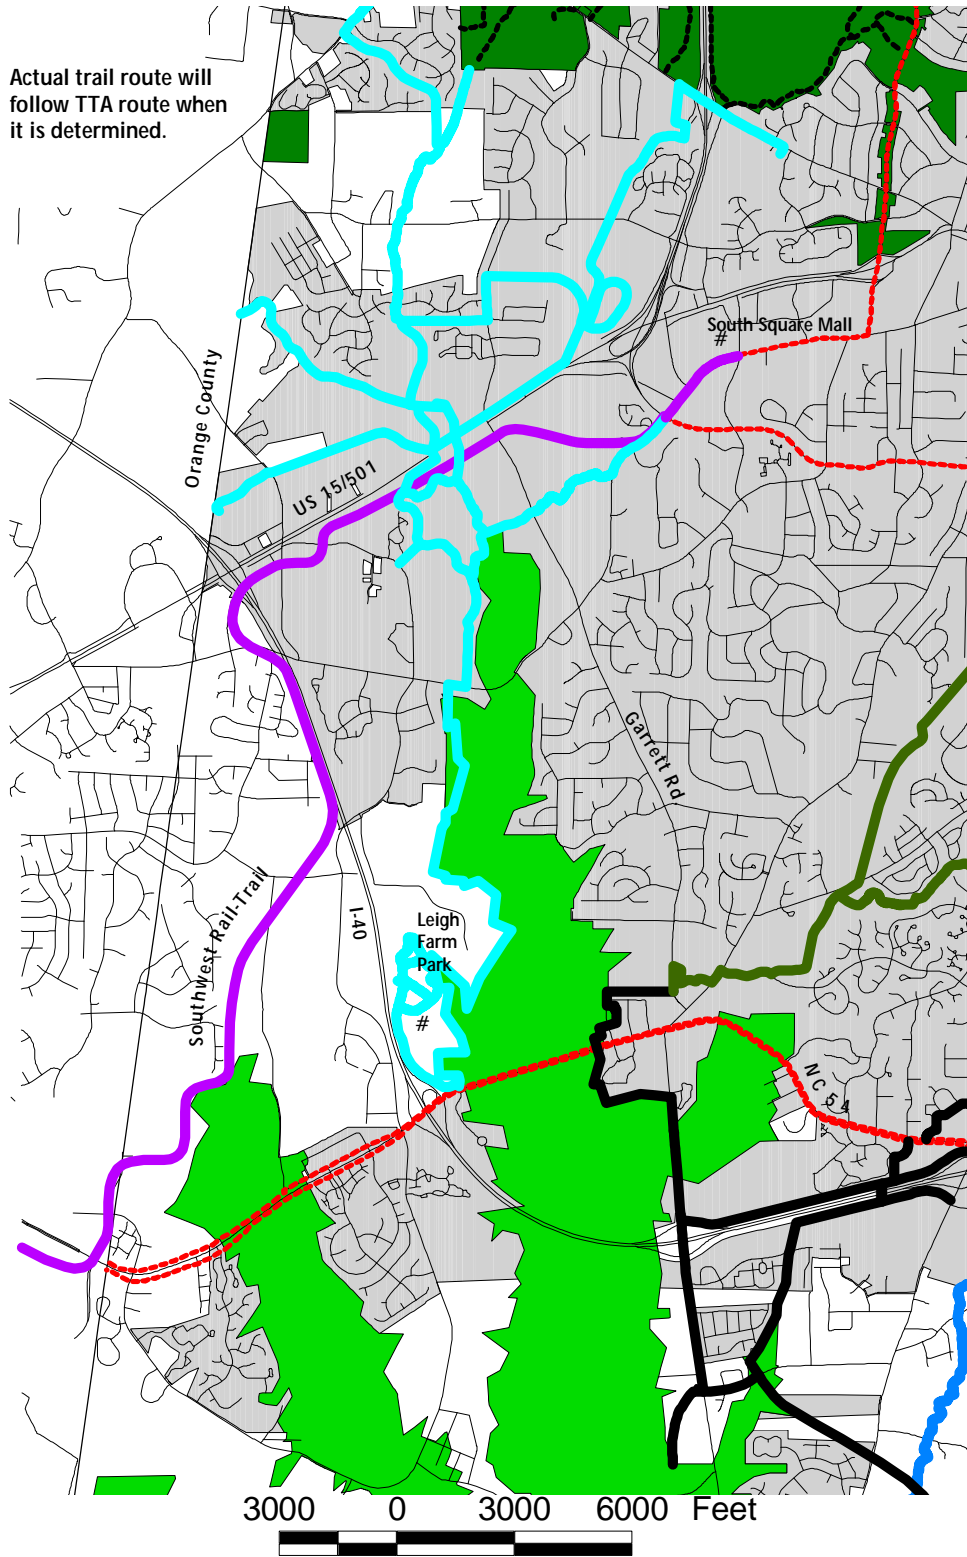 Actual trail route will
follow TTA route when
it is determined.
South Square Mall
#
Orange County
US 15/501
Garrett Rd
Southwest Rail-Trail
I-40
Leigh
Farm
Park
#
NC 54
3000 0 3000 6000 Feet